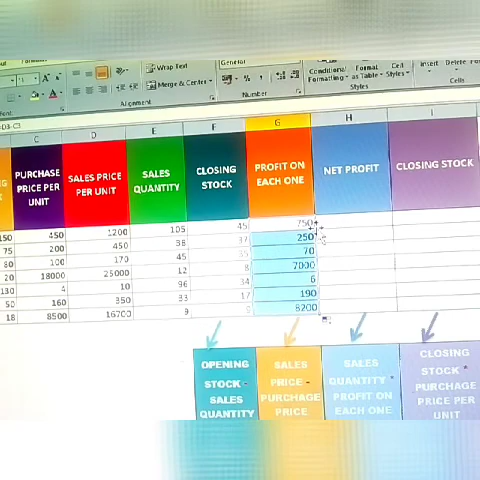 General
Wrap Text
Merge & Center
Conditional Format Cell
Formatting as Table Styles
Insert Delete
Font
Alignment
Number
Styles
Cells
C D E F G H I
PURCHASE PRICE PER UNIT
SALES PRICE PER UNIT
SALES QUANTITY
CLOSING STOCK
PROFIT ON EACH ONE
NET PROFIT
CLOSING STOCK
150 450 1200 105 45 750
75 200 450 38 37 250
80 100 170 45 35 70
20 18000 25000 12 8 7000
130 4 10 96 34 6
50 160 350 33 17 190
18 8500 16700 9 9 8200
OPENING
STOCK -
SALES
QUANTITY
SALES
PRICE -
PURCHASE
PRICE
SALES
QUANTITY *
PROFIT ON
EACH ONE
CLOSING
STOCK *
PURCHASE
PRICE PER
UNIT